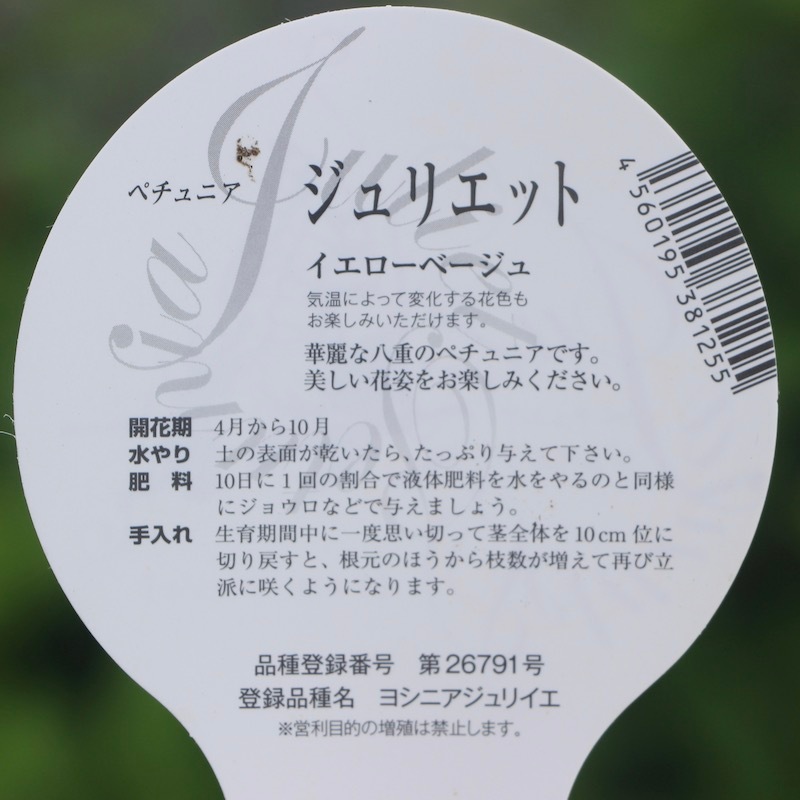 ペチュニア ジュリエット
イエローベージュ
気温によって変化する花色も
お楽しみいただけます。
華麗な八重のペチュニアです。
美しい花姿をお楽しみください。
4 560195 381255
開花期 4月から10月
水やり 土の表面が乾いたら、たっぷり与えて下さい。
肥料 10日に1回の割合で液体肥料を水をやるのと同様
にジョウロなどで与えましょう。
手入れ 生育期間中に一度思い切って茎全体を10cm位に
切り戻すと、根元のほうから枝数が増えて再び立
派に咲くようになります。
品種登録番号 第26791号
登録品種名 ヨシニアジュリイエ
※営利目的の増殖は禁止します。